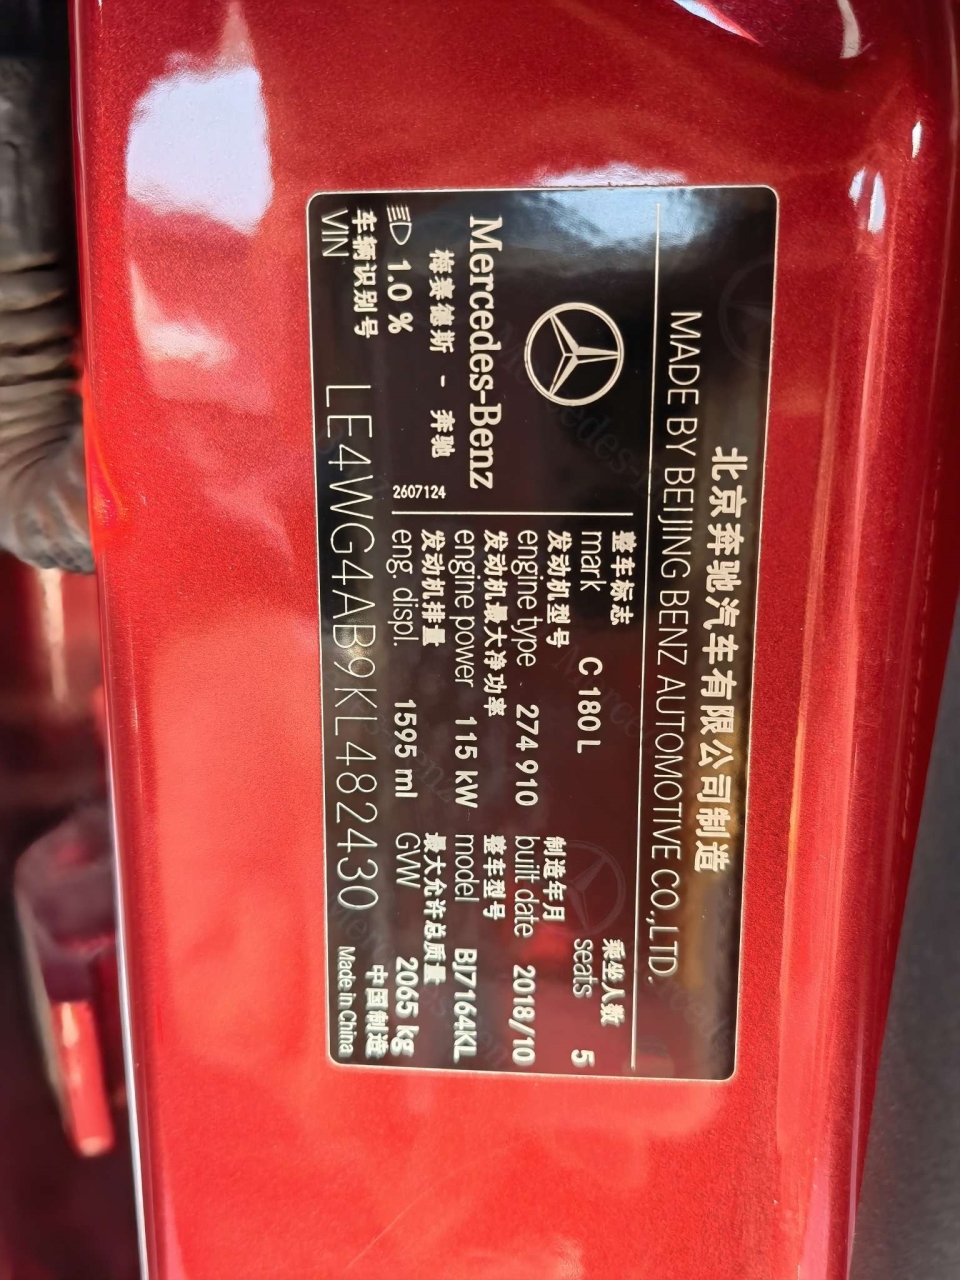 北京奔驰汽车有限公司制造
MADE BY BEIJING BENZ AUTOMOTIVE CO.,LTD.
Mercedes-Benz
梅赛德斯 - 奔驰
1.0 %
2607124
整车标志
mark C 180 L
乘坐人数
seats 5
发动机型号
engine type 274 910
制造年月
built date 2018/10
发动机最大净功率
engine power 115 kW
整车型号
model BJ7164KL
发动机排量
eng. displ. 1595 ml
最大允许总质量
GWW 2065 kg
车辆识别号
VIN LE4WG4AB9KL482430
中国制造
Made in China